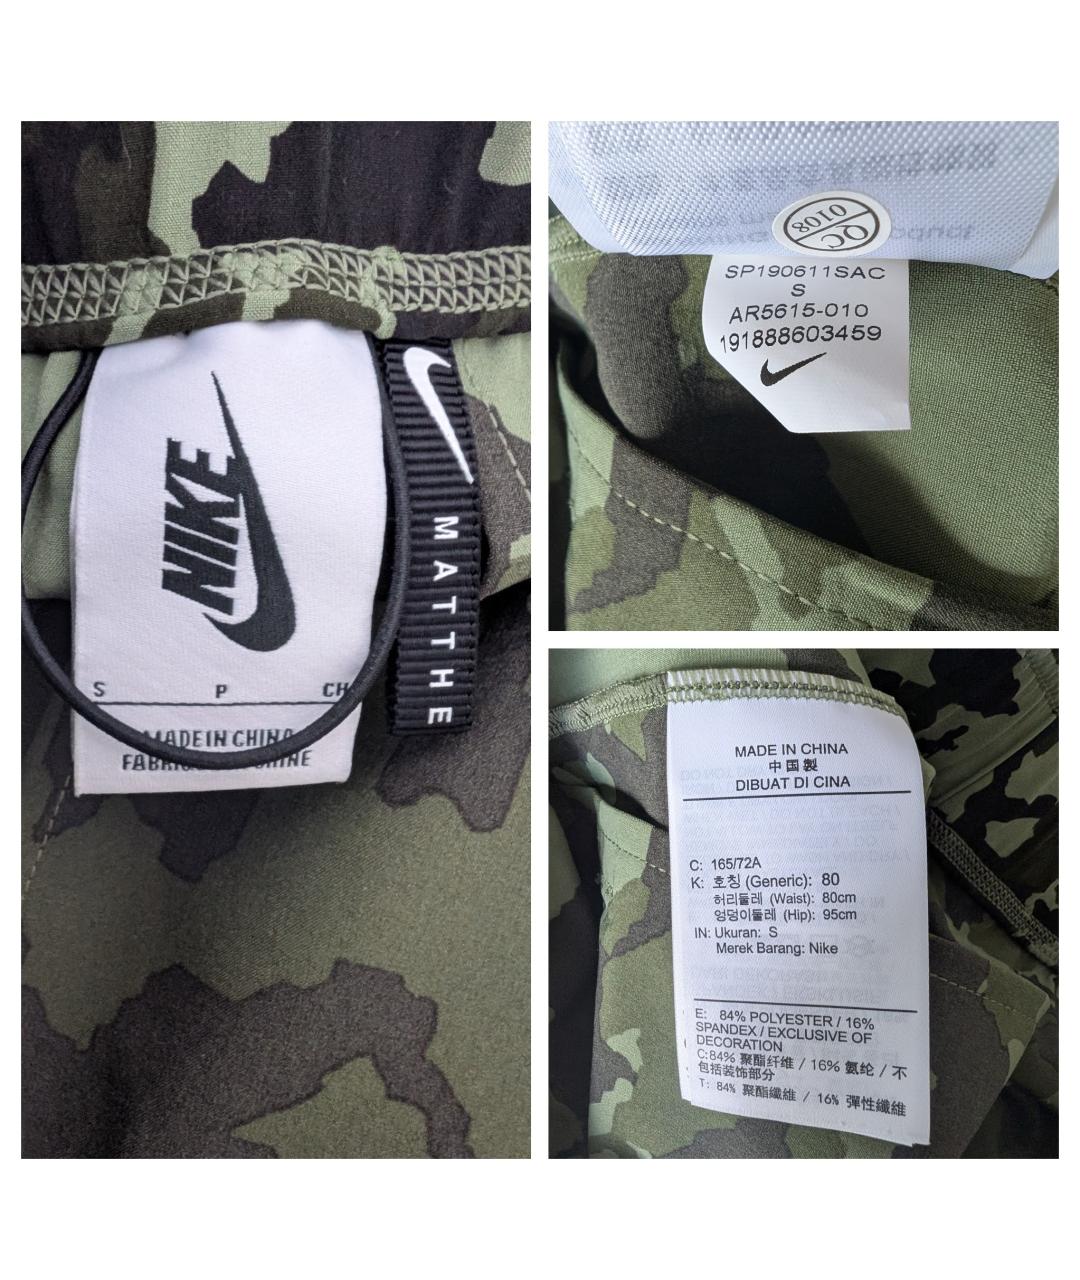 NIKE
S P CH
MADE IN CHINA
MATTHE
QC
0108
SP190611SAC
S
AR5615-010
191888603459
MADE IN CHINA
中国製
DIBUAT DI CINA
C: 165/72A
K: 호칭 (Generic): 80
허리둘레 (Waist): 80cm
엉덩이둘레 (Hip): 95cm
IN: Ukuran: S
Merek Barang: Nike
E: 84% POLYESTER / 16%
SPANDEX / EXCLUSIVE OF
DECORATION
C:84% 聚酯纤维 / 16% 氨纶 / 不
包括装饰部分
T: 84% 聚酯纖維 / 16% 彈性纖維